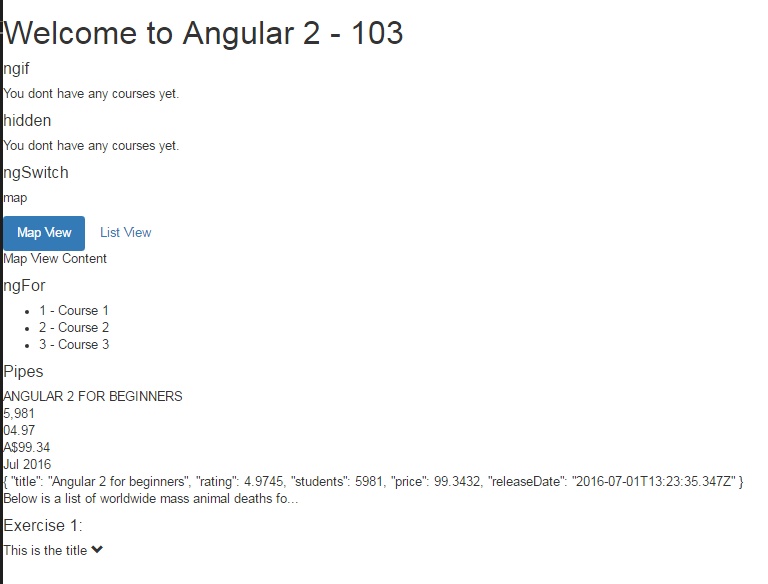 Welcome to Angular 2 - 103
ngif
You dont have any courses yet.
hidden
You dont have any courses yet.
ngSwitch
map
Map View List View
Map View Content
ngFor
1 - Course 1
2 - Course 2
3 - Course 3
Pipes
ANGULAR 2 FOR BEGINNERS
5,981
04.97
A$99.34
Jul 2016
{ "title": "Angular 2 for beginners", "rating": 4.9745, "students": 5981, "price": 99.3432, "releaseDate": "2016-07-01T13:23:35.347Z" }
Below is a list of worldwide mass animal deaths fo...
Exercise 1:
This is the title